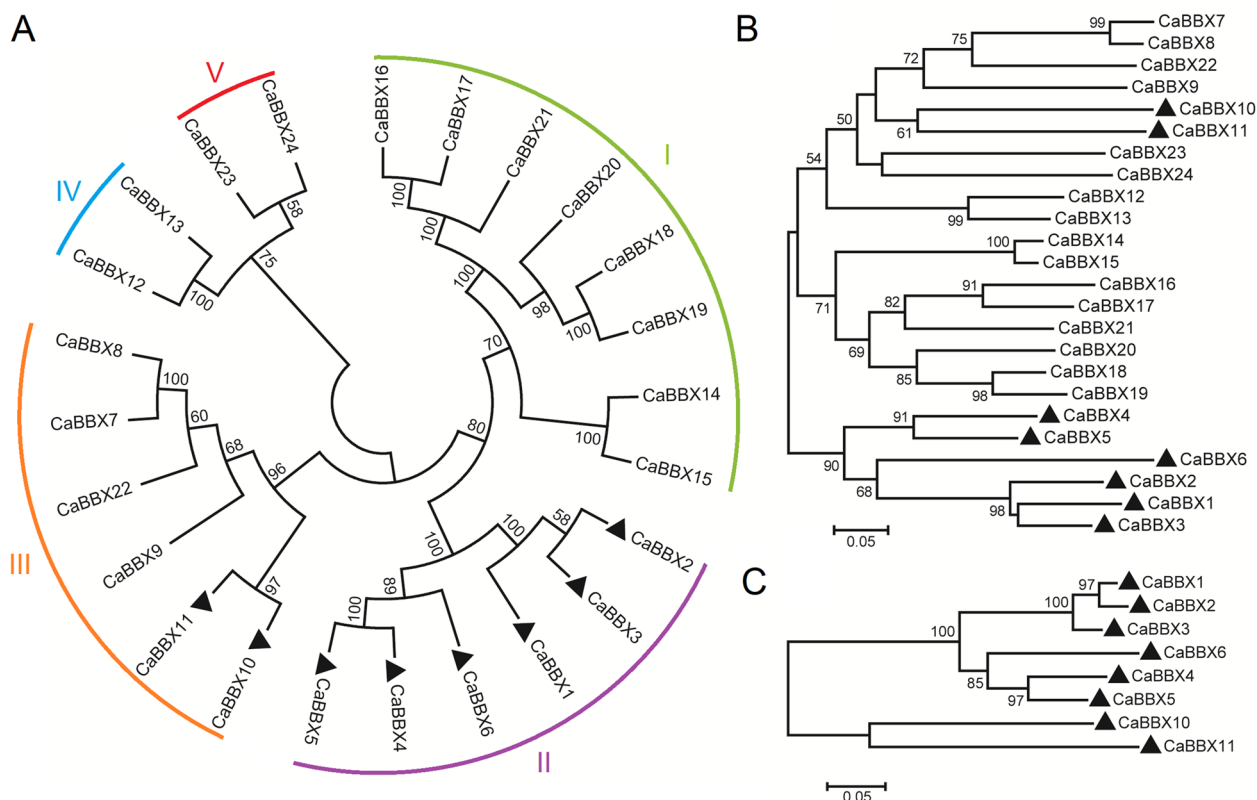 A
V
CaBBX23
CaBBX24
58
IV
CaBBX12
CaBBX13
100
75
I
CaBBX16
CaBBX17
CaBBX21
CaBBX20
CaBBX18
CaBBX19
CaBBX14
CaBBX15
100
100
100
98
100
70
100
80
III
CaBBX8
CaBBX7
CaBBX22
CaBBX9
CaBBX11
CaBBX10
100
60
68
96
97
II
CaBBX2
CaBBX3
CaBBX1
CaBBX6
CaBBX4
CaBBX5
58
100
100
89
100
B
CaBBX7
99
CaBBX8
75
CaBBX22
72
CaBBX9
CaBBX10
50
61
CaBBX11
CaBBX23
54
CaBBX24
CaBBX12
99
CaBBX13
100
CaBBX14
CaBBX15
71
91
CaBBX16
82
CaBBX17
CaBBX21
69
CaBBX20
85
CaBBX18
98
CaBBX19
91
CaBBX4
CaBBX5
90
CaBBX6
68
CaBBX2
98
CaBBX1
CaBBX3
0.05
C
97
CaBBX1
100
CaBBX2
CaBBX3
100
CaBBX6
85
CaBBX4
97
CaBBX5
CaBBX10
CaBBX11
0.05